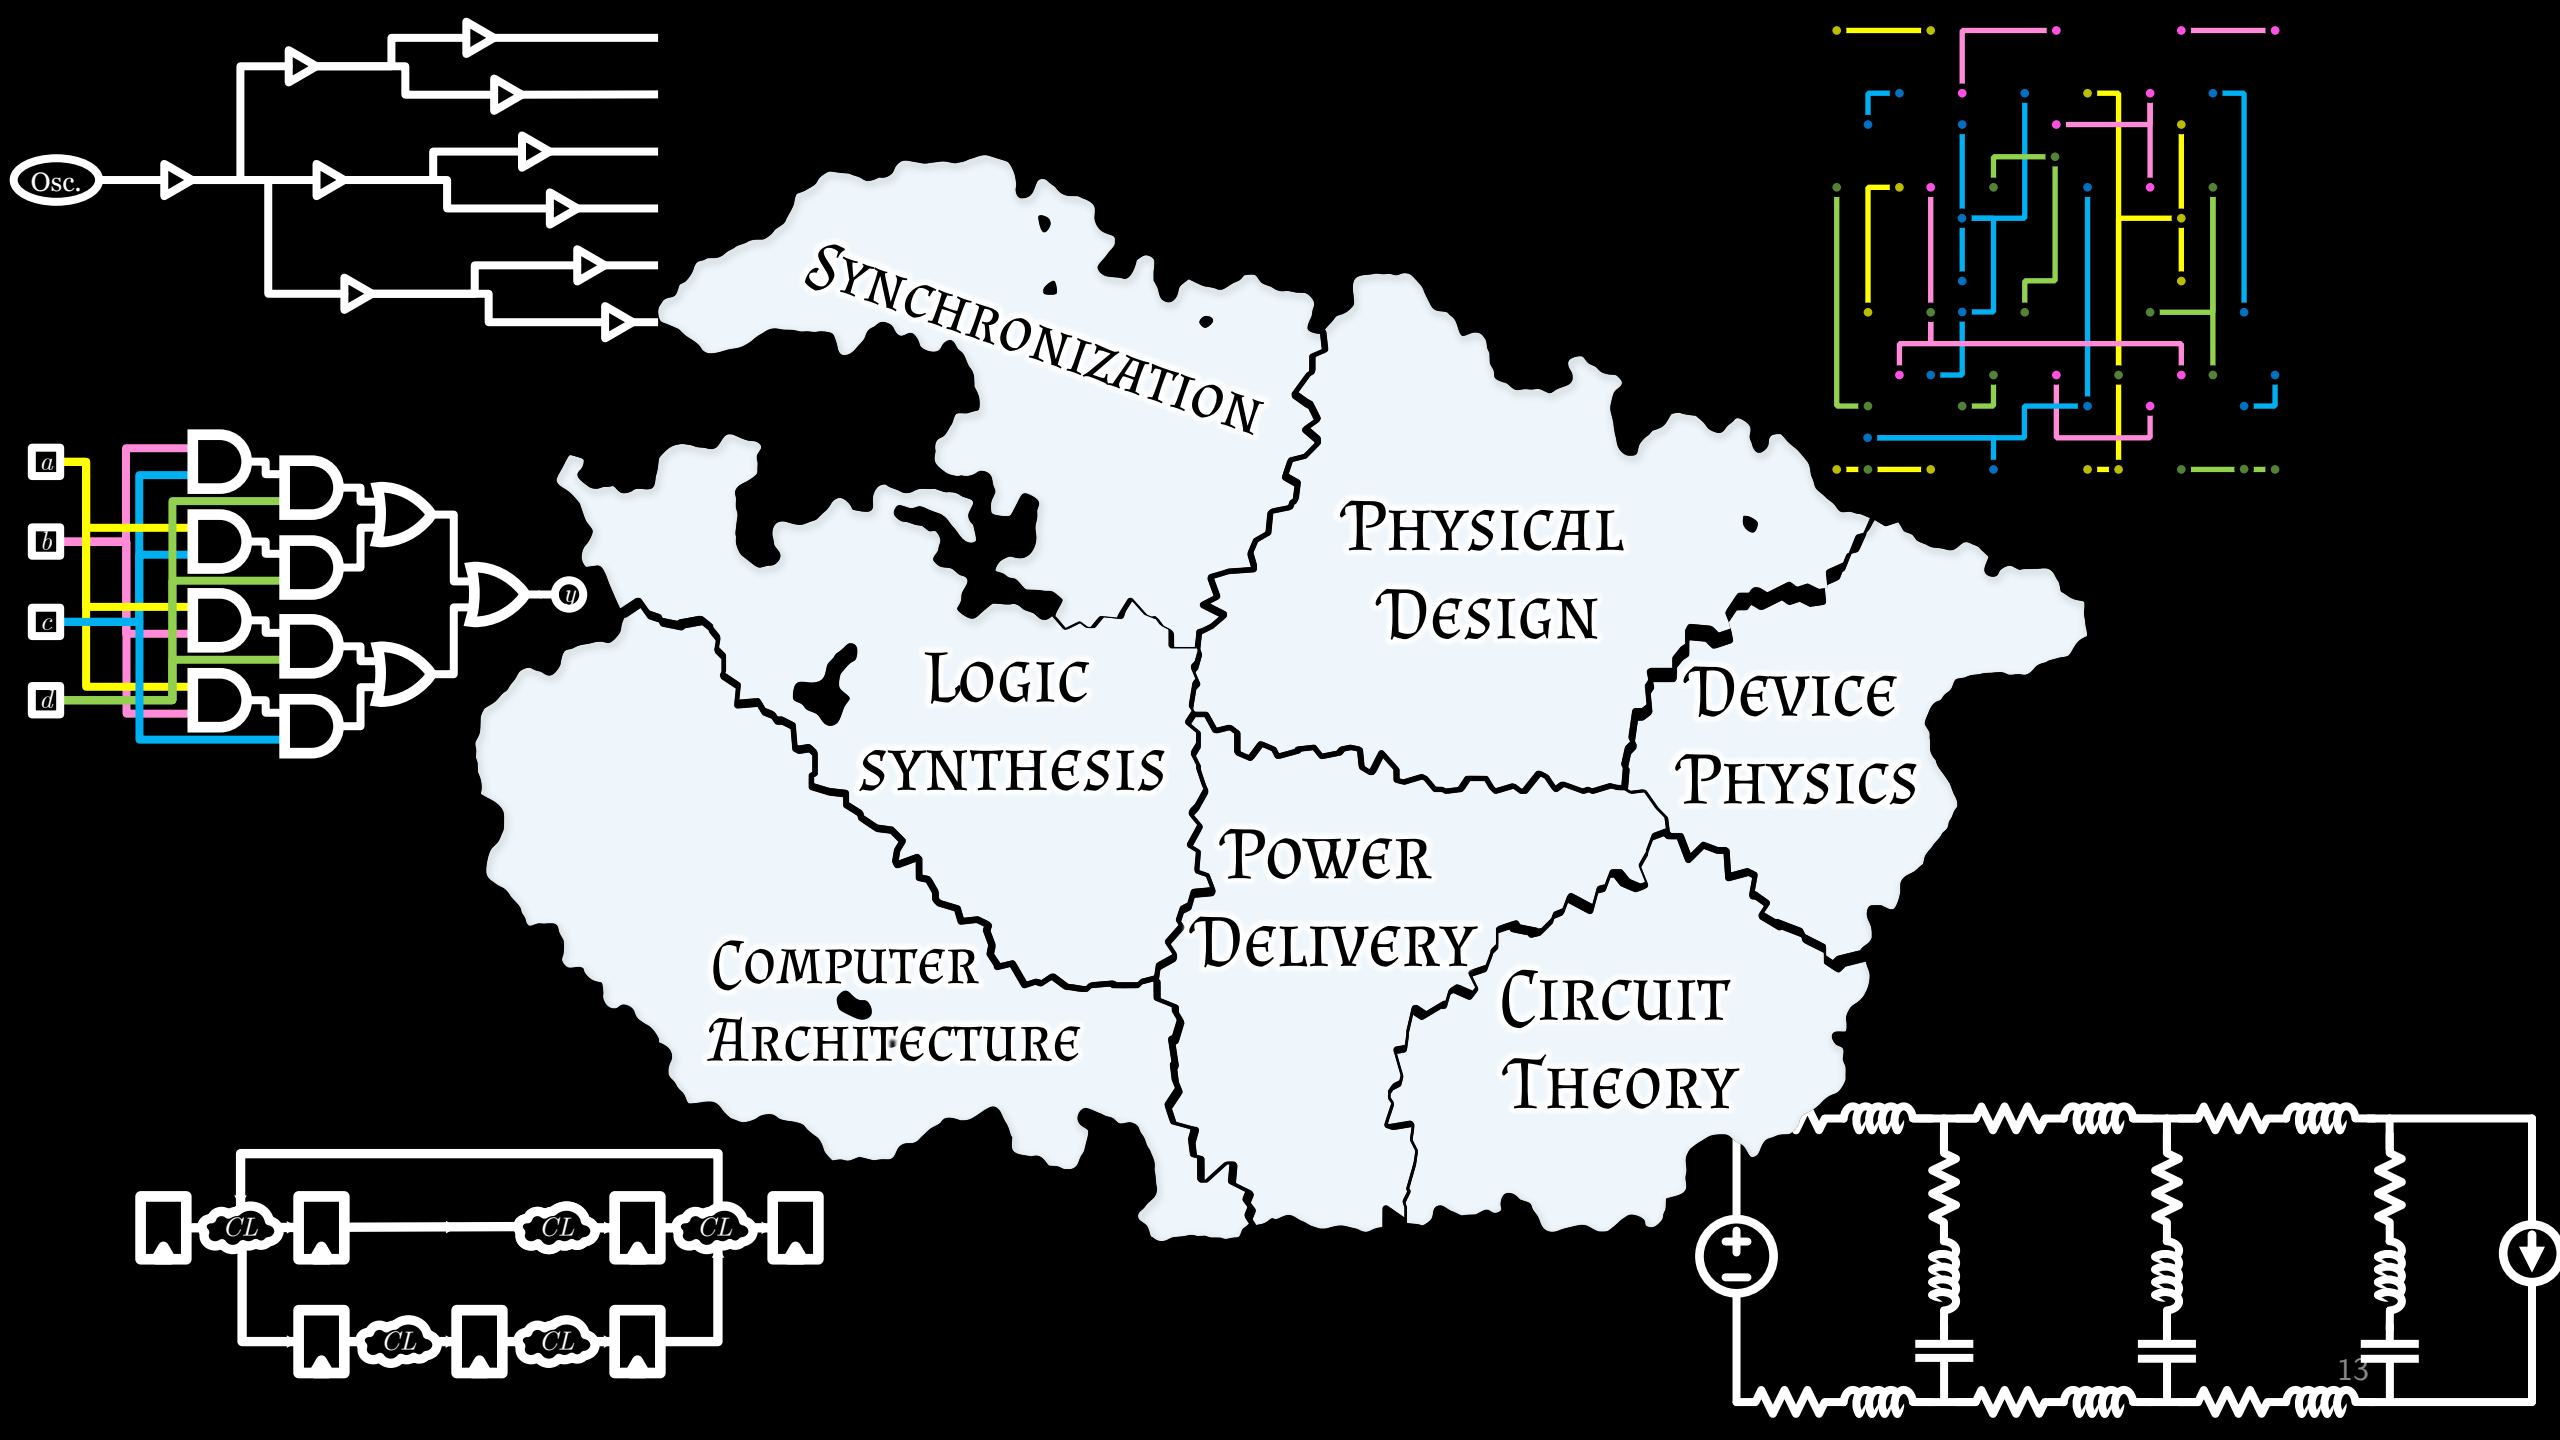 Osc.
SYNCHRONIZATION
a
b
c
d
u
PHYSICAL
DESIGN
LOGIC
SYNTHESIS
DEVICE
PHYSICS
POWER
DELIVERY
COMPUTER
ARCHITECTURE
CIRCUIT
THEORY
CL
CL
CL
CL
CL
13